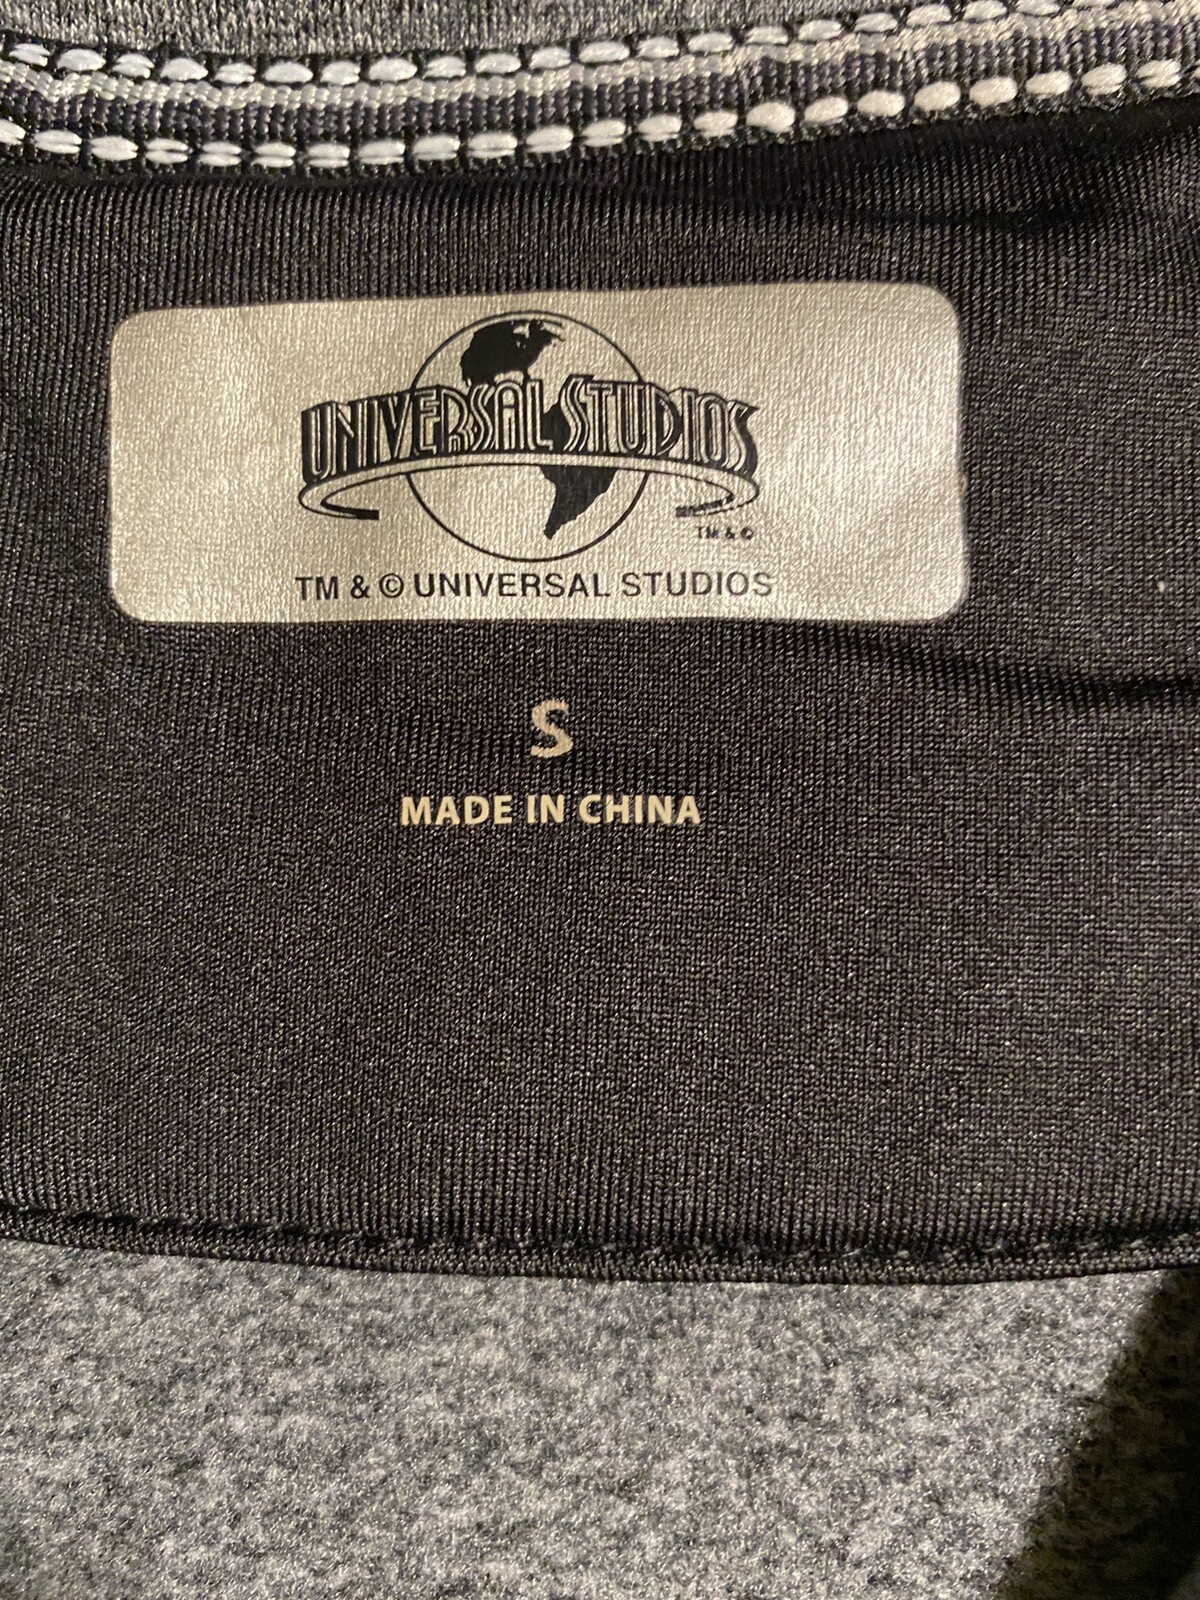 UNIVERSAL STUDIOS
TM & ©
TM & © UNIVERSAL STUDIOS
S
MADE IN CHINA